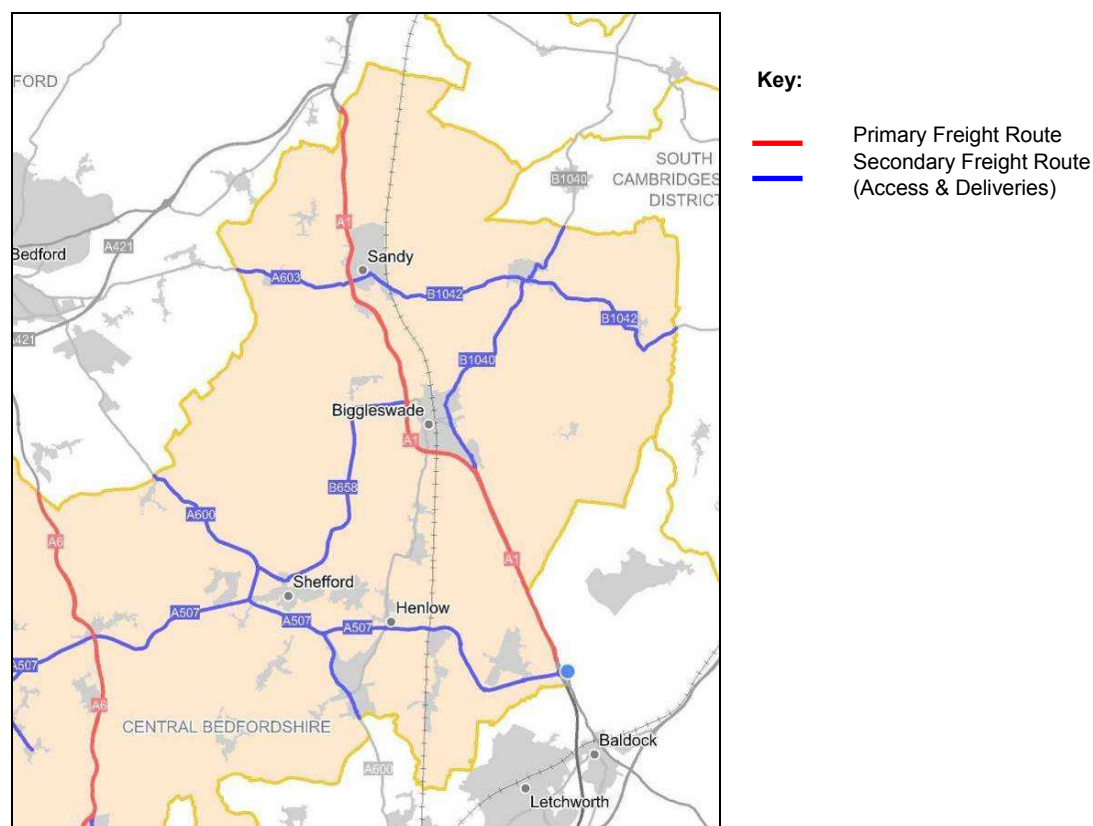 Key:
Primary Freight Route
Secondary Freight Route
(Access & Deliveries)
FORD
SOUTH
CAMBRIDGES
DISTRICT
B1040
A1
A421
Bedford
Sandy
A603
B1042
B1042
A421
B1040
Biggleswade
A1
B658
A600
A6
A1
Shefford
Henlow
A507
A507
A507
A507
A6
CENTRAL BEDFORDSHIRE
A600
Baldock
Letchworth